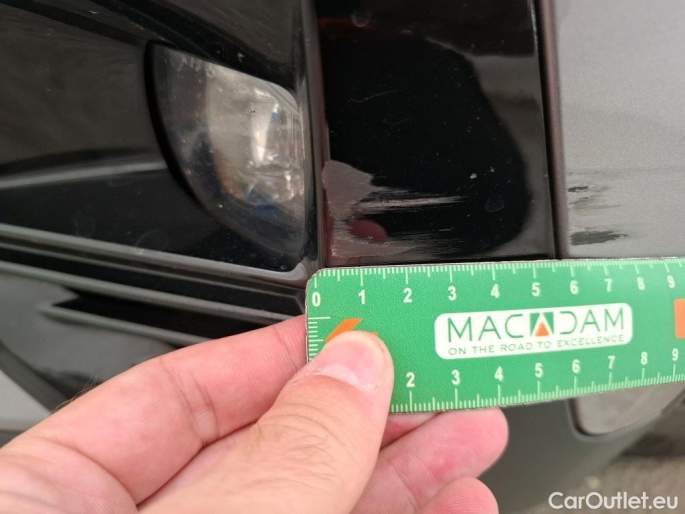 0 1 2 3 4 5 6 7 8 9
MACADAM
ON THE ROAD TO EXCELLENCE
2 3 4 5 6 7 8 9
CarOutlet.eu